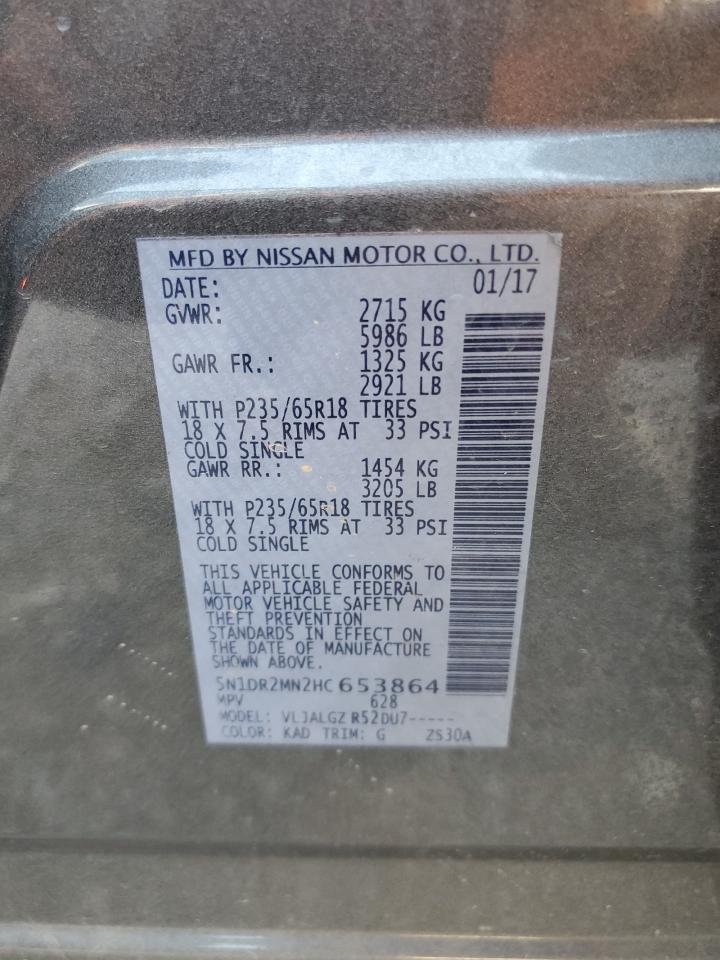 MFD BY NISSAN MOTOR CO., LTD.
DATE: 01/17
GVWR: 2715 KG
5986 LB
GAWR FR.: 1325 KG
2921 LB
WITH P235/65R18 TIRES
18 X 7.5 RIMS AT 33 PSI
COLD SINGLE
GAWR RR.: 1454 KG
3205 LB
WITH P235/65R18 TIRES
18 X 7.5 RIMS AT 33 PSI
COLD SINGLE
THIS VEHICLE CONFORMS TO
ALL APPLICABLE FEDERAL
MOTOR VEHICLE SAFETY AND
THEFT PREVENTION
STANDARDS IN EFFECT ON
THE DATE OF MANUFACTURE
SHOWN ABOVE.
5N1DR2MN2HC653864
MPV 628
MODEL: VLJALGZ R52DU7-----
COLOR: KAD TRIM: G ZS30A